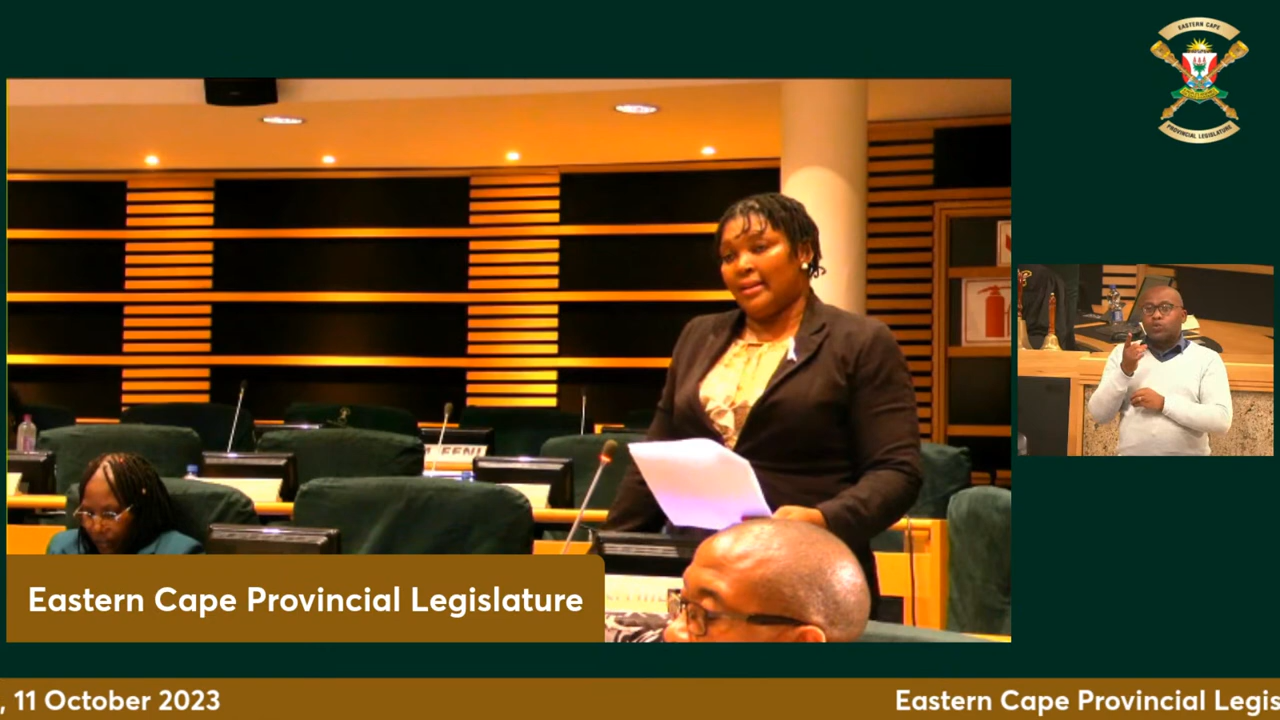 EASTERN CAPE
PROVINCIAL LEGISLATURE
Eastern Cape Provincial Legislature
, 11 October 2023
Eastern Cape Provincial Legis